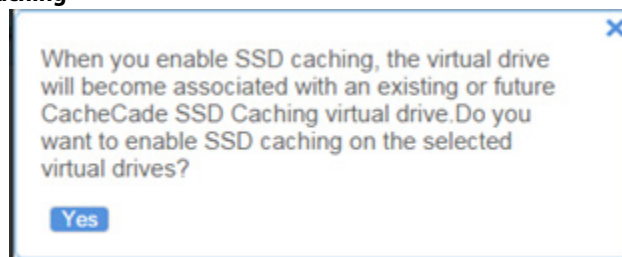 When you enable SSD caching, the virtual drive
will become associated with an existing or future
CacheCade SSD Caching virtual drive.Do you
want to enable SSD caching on the selected
virtual drives?
Yes